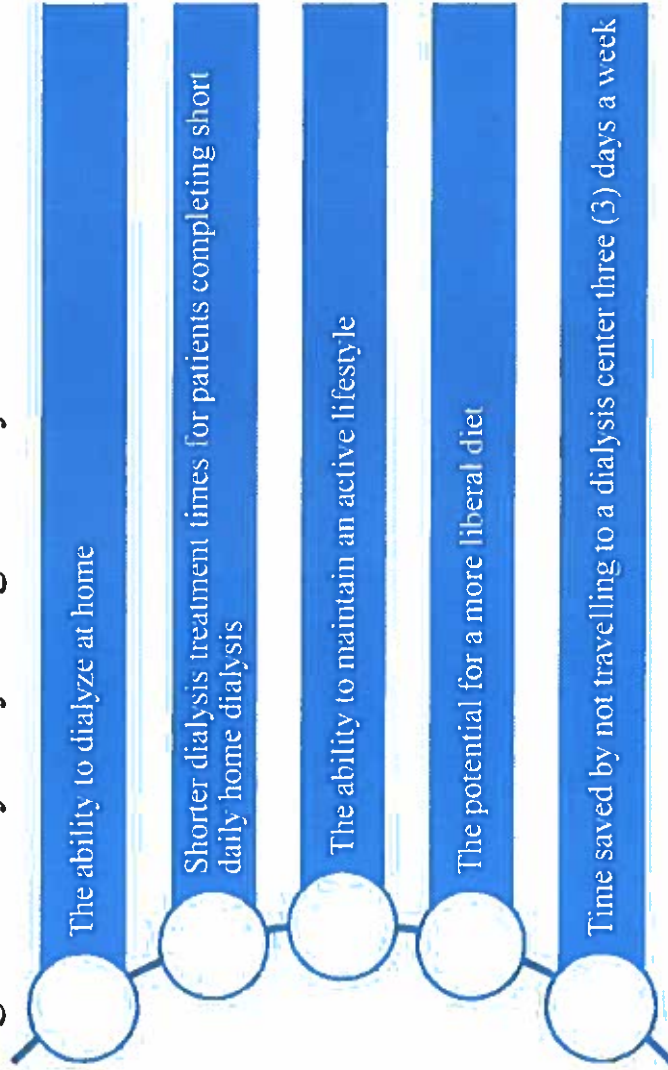 The ability to dialyze at home
Shorter dialysis treatment times for patients completing short
daily home dialysis
The ability to maintain an active lifestyle
The potential for a more liberal diet
Time saved by not travelling to a dialysis center three (3) days a week